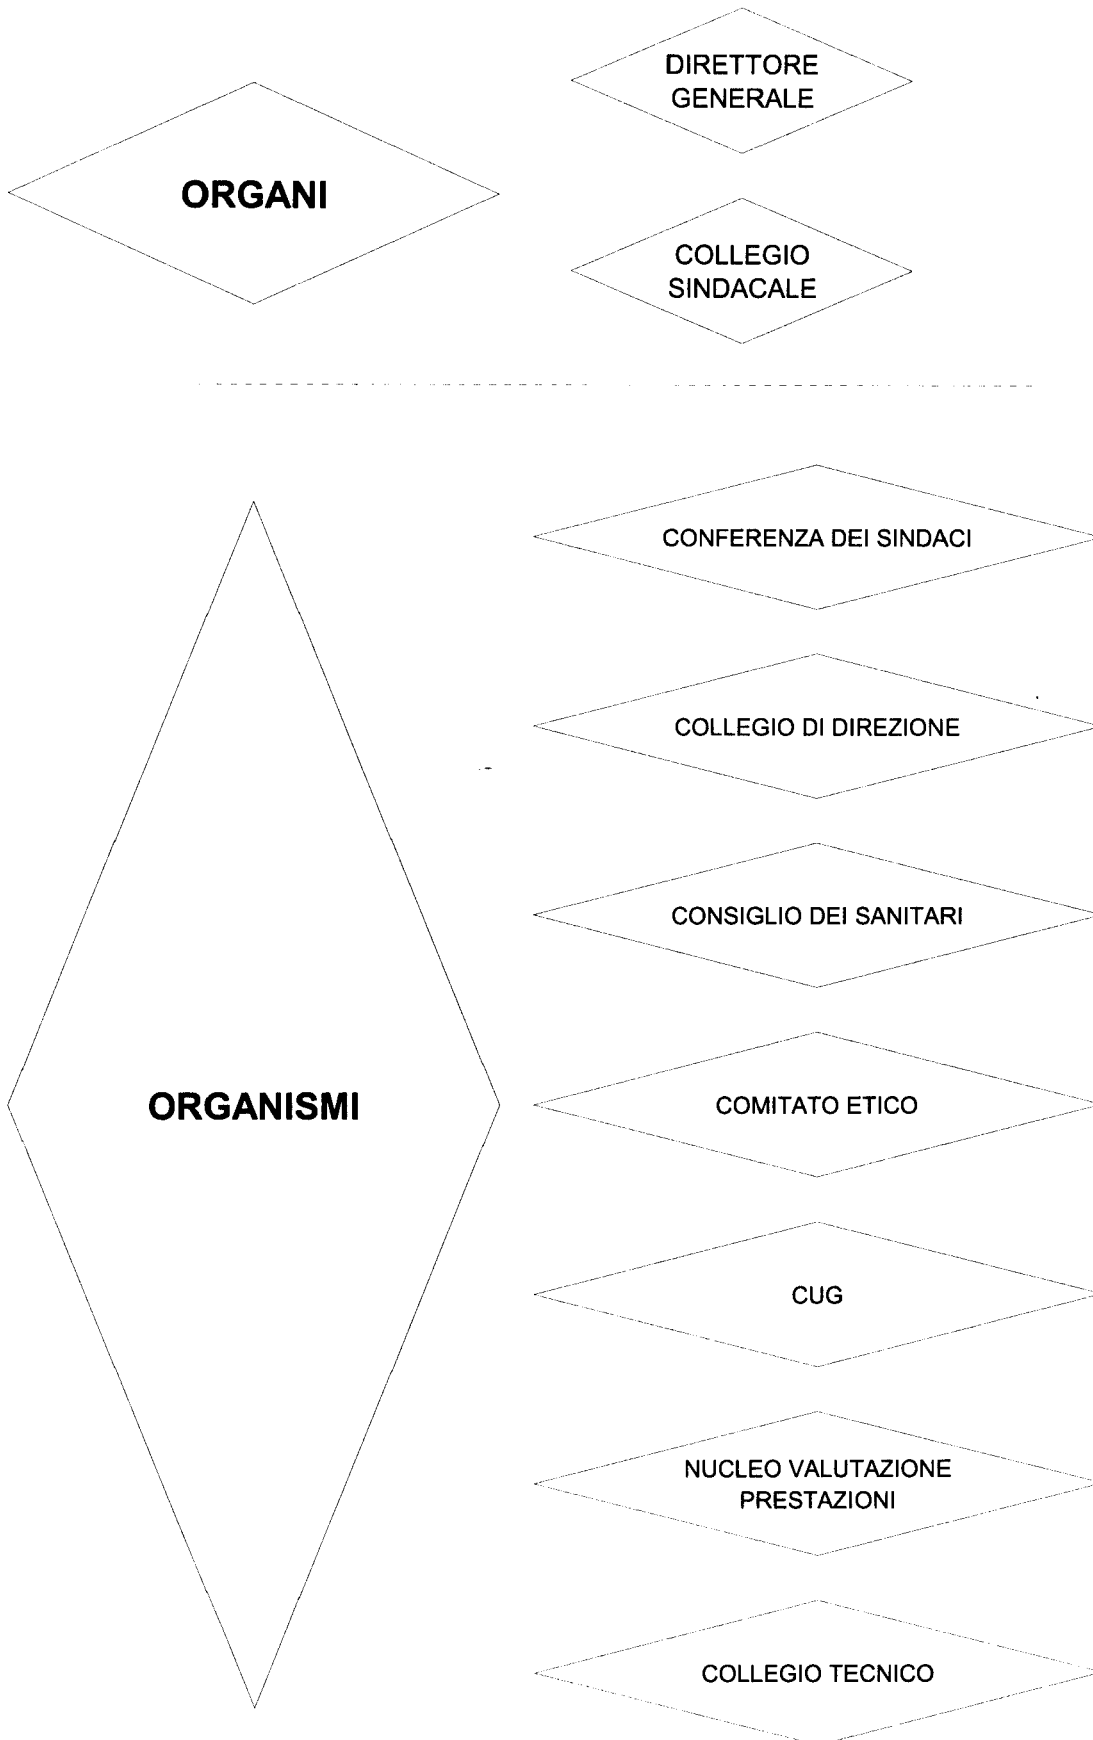 ORGANI
DIRETTORE
GENERALE
COLLEGIO
SINDACALE
ORGANISMI
CONFERENZA DEI SINDACI
COLLEGIO DI DIREZIONE
CONSIGLIO DEI SANITARI
COMITATO ETICO
CUG
NUCLEO VALUTAZIONE
PRESTAZIONI
COLLEGIO TECNICO